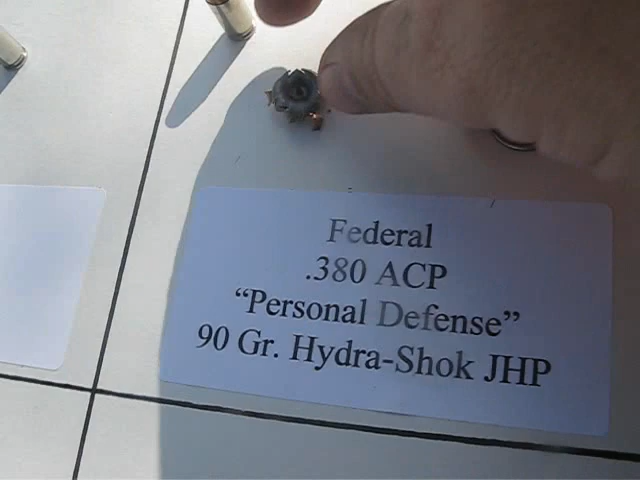 Federal
.380 ACP
“Personal Defense”
90 Gr. Hydra-Shok JHP